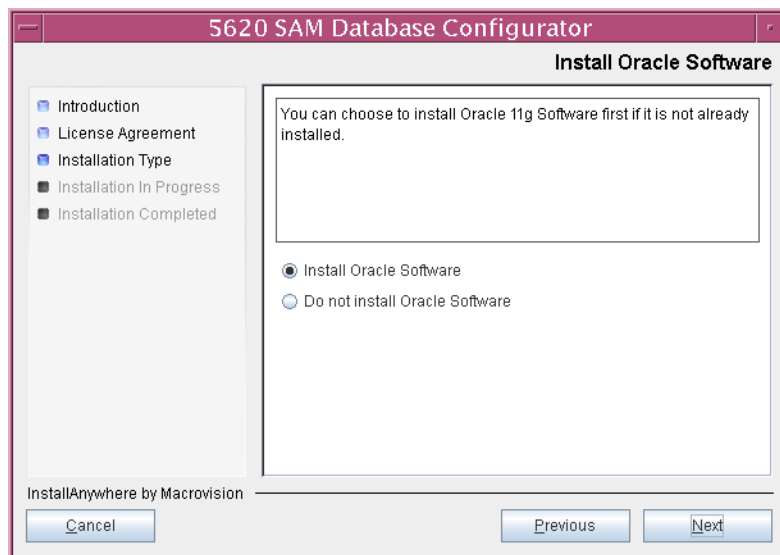 5620 SAM Database Configurator
Install Oracle Software
Introduction
License Agreement
Installation Type
Installation In Progress
Installation Completed
You can choose to install Oracle 11g Software first if it is not already
installed.
Install Oracle Software
Do not install Oracle Software
InstallAnywhere by Macrovision
Cancel
Previous
Next